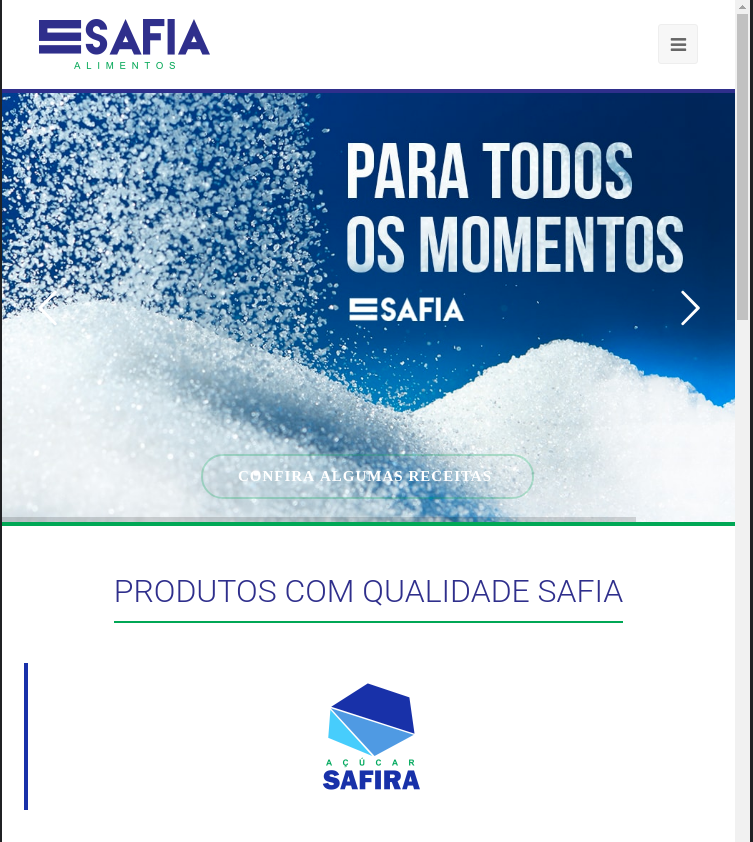 SAFIA
ALIMENTOS
PARA TODOS
OS MOMENTOS
SAFIA
CONFIRA ALGUMAS RECEITAS
PRODUTOS COM QUALIDADE SAFIA
AÇÚCAR
SAFIRA